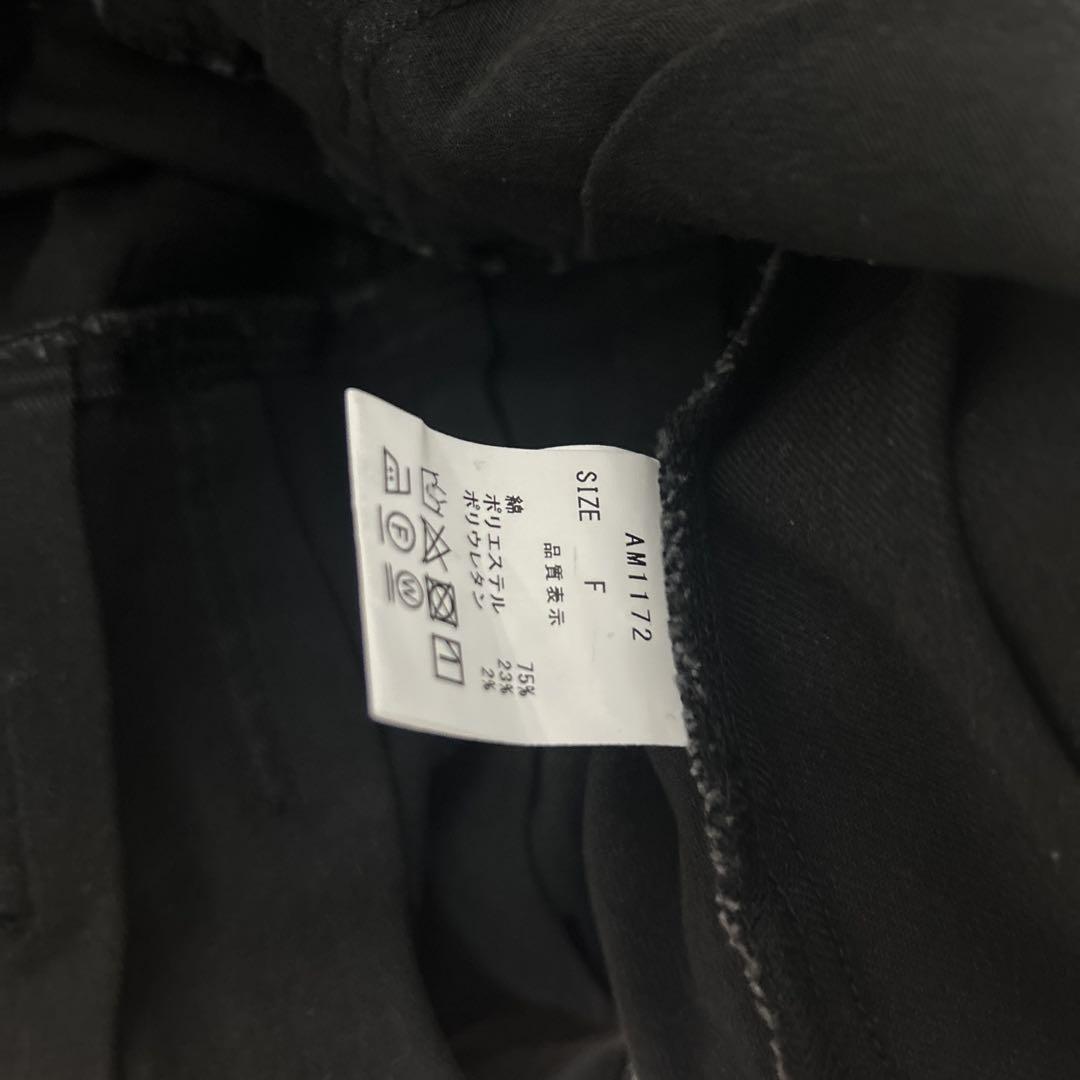 AM1172
SIZE F
品質表示
綿 75%
ポリエステル 23%
ポリウレタン 2%
F
W